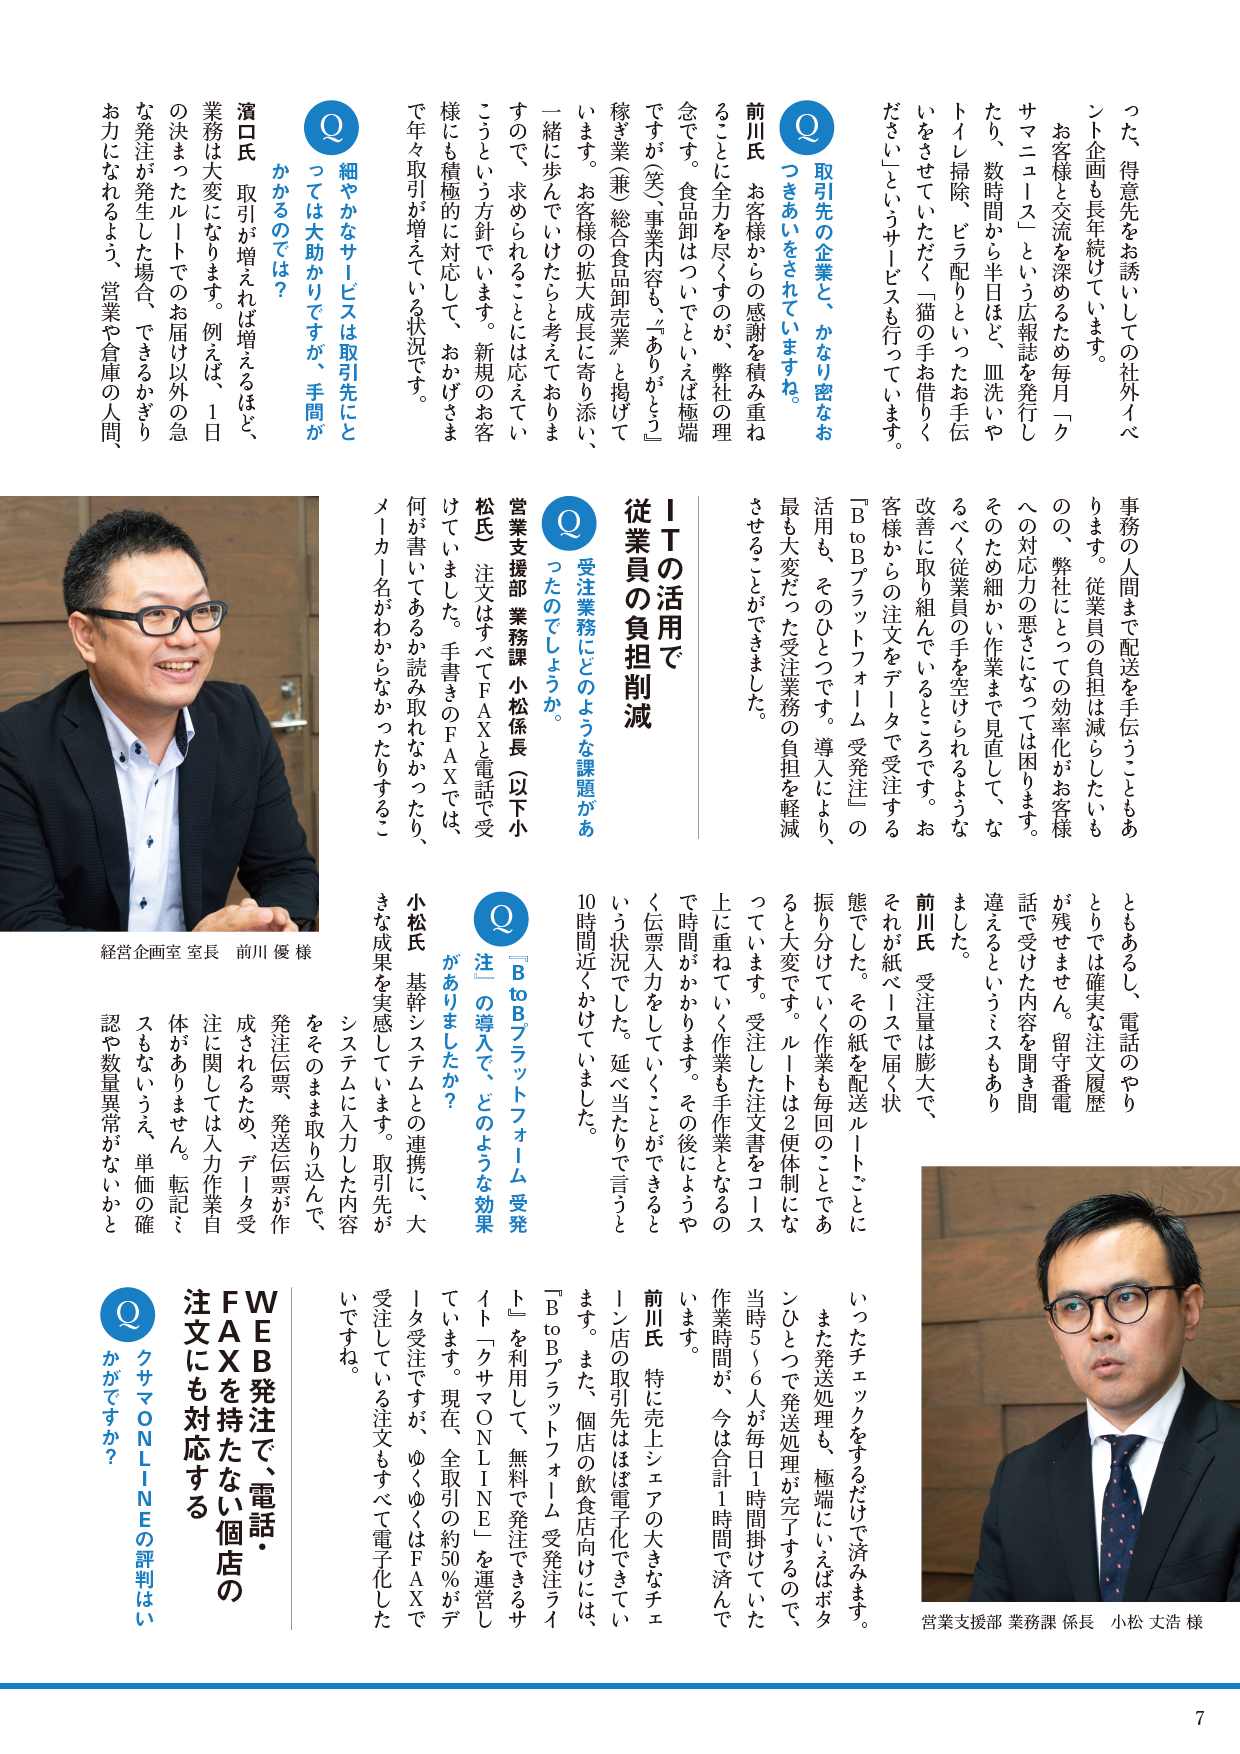 った、得意先をお誘いしての社外イベ
ント企画も長年続けています。
お客様と交流を深めるため毎月「ク
サマニュース」という広報誌を発行し
たり、数時間から半日ほど、皿洗いや
トイレ掃除、ビラ配りといったお手伝
いをさせていただく「猫の手お借りく
ださい」というサービスも行っています。
Q
取引先の企業と、かなり密なお
つきあいをされていますね。
前川氏　お客様からの感謝を積み重ね
ることに全力を尽くすのが、弊社の理
念です。食品卸はついでといえば極端
ですが(笑)、事業内容も、〝『ありがとう』
稼ぎ業(兼)総合食品卸売業〟と掲げて
います。お客様の拡大成長に寄り添い、
一緒に歩んでいけたらと考えておりま
すので、求められることには応えてい
こうという方針でいます。新規のお客
様にも積極的に対応して、おかげさま
で年々取引が増えている状況です。
Q
細やかなサービスは取引先にと
っては大助かりですが、手間が
かかるのでは？
濱口氏　取引が増えれば増えるほど、
業務は大変になります。例えば、1日
の決まったルートでのお届け以外の急
な発注が発生した場合、できるかぎり
お力になれるよう、営業や倉庫の人間、
事務の人間まで配送を手伝うこともあ
ります。従業員の負担は減らしたいも
のの、弊社にとっての効率化がお客様
への対応力の悪さになっては困ります。
そのため細かい作業まで見直して、な
るべく従業員の手を空けられるような
改善に取り組んでいるところです。お
客様からの注文をデータで受注する
『BtoBプラットフォーム 受発注』の
活用も、そのひとつです。導入により、
最も大変だった受注業務の負担を軽減
させることができました。
ITの活用で
従業員の負担削減
Q
受注業務にどのような課題があ
ったのでしょうか。
営業支援部 業務課 小松係長（以下小
松氏）　注文はすべてFAXと電話で受
けていました。手書きのFAXでは、
何が書いてあるか読み取れなかったり、
メーカー名がわからなかったりするこ
経営企画室 室長　前川 優 様
ともあるし、電話のやり
とりでは確実な注文履歴
が残せません。留守番電
話で受けた内容を聞き間
違えるというミスもあり
ました。
前川氏　受注量は膨大で、
それが紙ベースで届く状
態でした。その紙を配送ルートごとに
振り分けていく作業も毎回のことであ
ると大変です。ルートは2便体制にな
っています。受注した注文書をコース
上に重ねていく作業も手作業となるの
で時間がかかります。その後にようや
く伝票入力をしていくことができると
いう状況でした。延べ当たりで言うと
10時間近くかけていました。
Q
『BtoBプラットフォーム 受発
注』の導入で、どのような効果
がありましたか？
小松氏　基幹システムとの連携に、大
きな成果を実感しています。取引先が
システムに入力した内容
をそのまま取り込んで、
発注伝票、発送伝票が作
成されるため、データ受
注に関しては入力作業自
体がありません。転記ミ
スもないうえ、単価の確
認や数量異常がないかと
いったチェックをするだけで済みます。
また発送処理も、極端にいえばボタ
ンひとつで発送処理が完了するので、
当時5～6人が毎日1時間掛けていた
作業時間が、今は合計1時間で済んで
います。
前川氏　特に売上シェアの大きなチェ
ーン店の取引先はほぼ電子化できてい
ます。また、個店の飲食店向けには、
『BtoBプラットフォーム 受発注ライ
ト』を利用して、無料で発注できるサ
イト「クサマONLINE」を運営し
ています。現在、全取引の約50％がデ
ータ受注ですが、ゆくゆくはFAXで
受注している注文もすべて電子化した
いですね。
WEB発注で、電話・
FAXを持たない個店の
注文にも対応する
Q
クサマONLINEの評判はい
かがですか？
営業支援部 業務課 係長　小松 丈浩 様
7